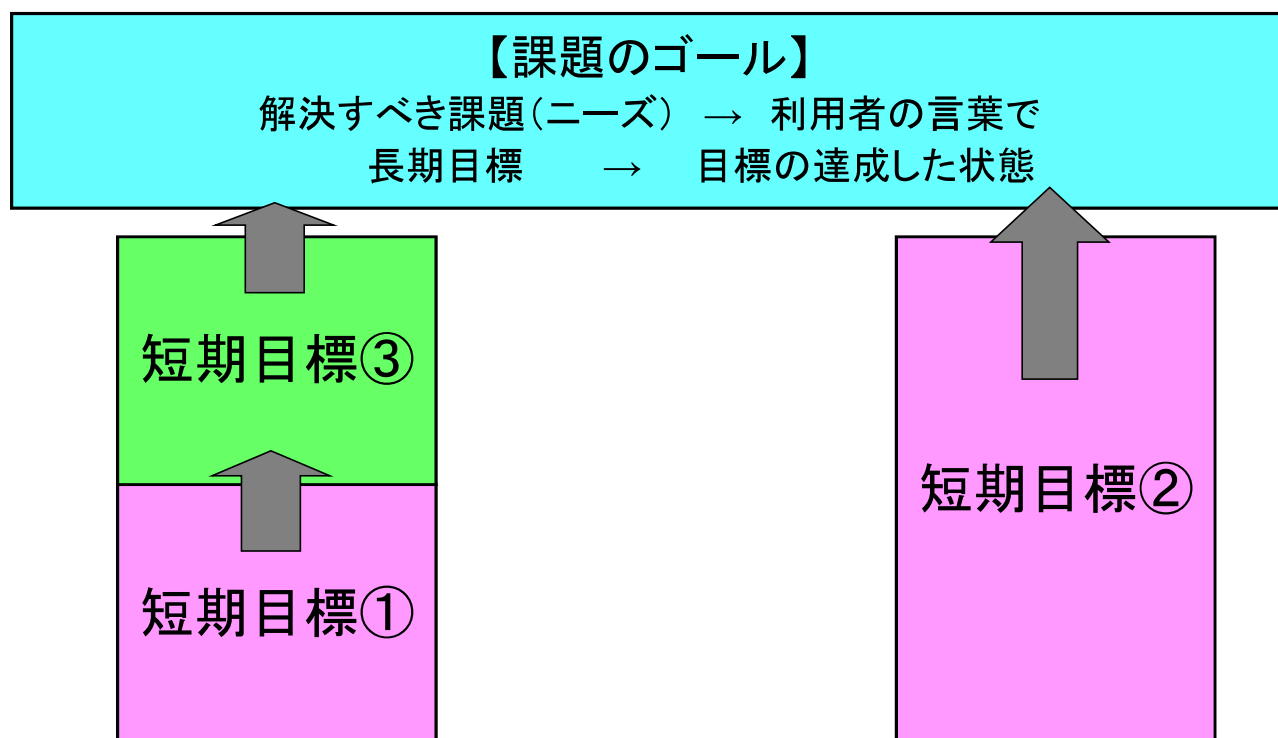 【課題のゴール】
解決すべき課題(ニーズ) → 利用者の言葉で
長期目標 → 目標の達成した状態
短期目標③
短期目標②
短期目標①